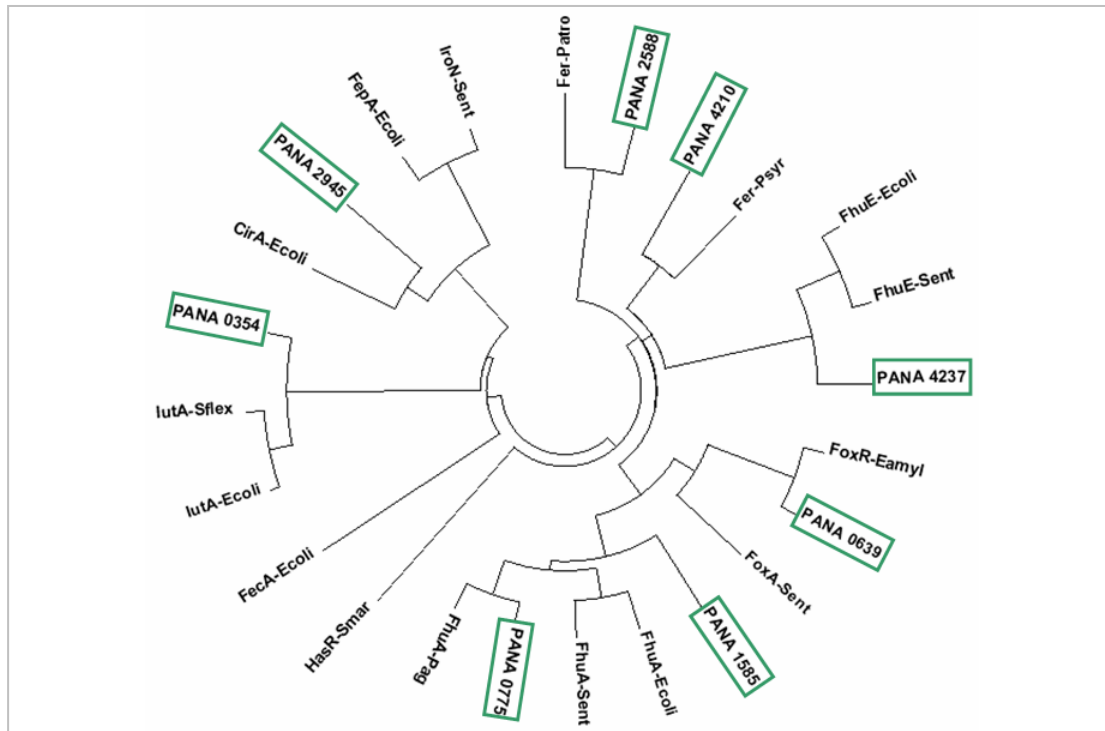 Fer-Patro
PANA 2588
PANA 4210
Fer-Psyr
FhuE-Ecoli
FhuE-Sent
PANA 4237
FoxR-Eamyl
PANA 0639
FoxA-Sent
PANA 1585
FhuA-Ecoli
FhuA-Sent
PANA 0775
FhuA-Pag
HasR-Smar
FecA-Ecoli
IutA-Ecoli
IutA-Sflex
PANA 0354
CirA-Ecoli
PANA 2945
FepA-Ecoli
IroN-Sent